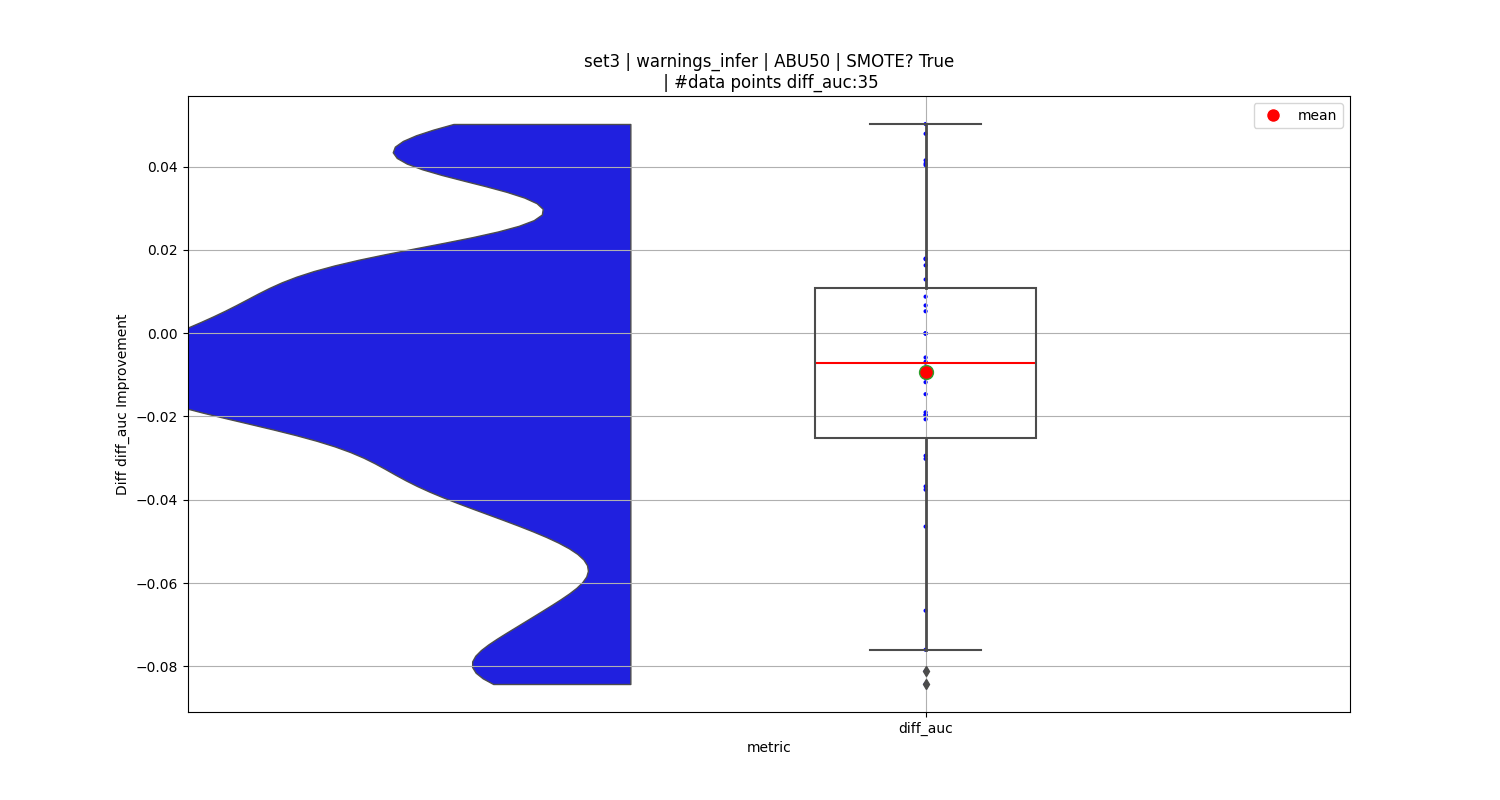 set3 | warnings_infer | ABU50 | SMOTE? True
| #data points diff_auc:35
mean
0.04
0.02
0.00
−0.02
−0.04
−0.06
−0.08
Diff diff_auc Improvement
diff_auc
metric